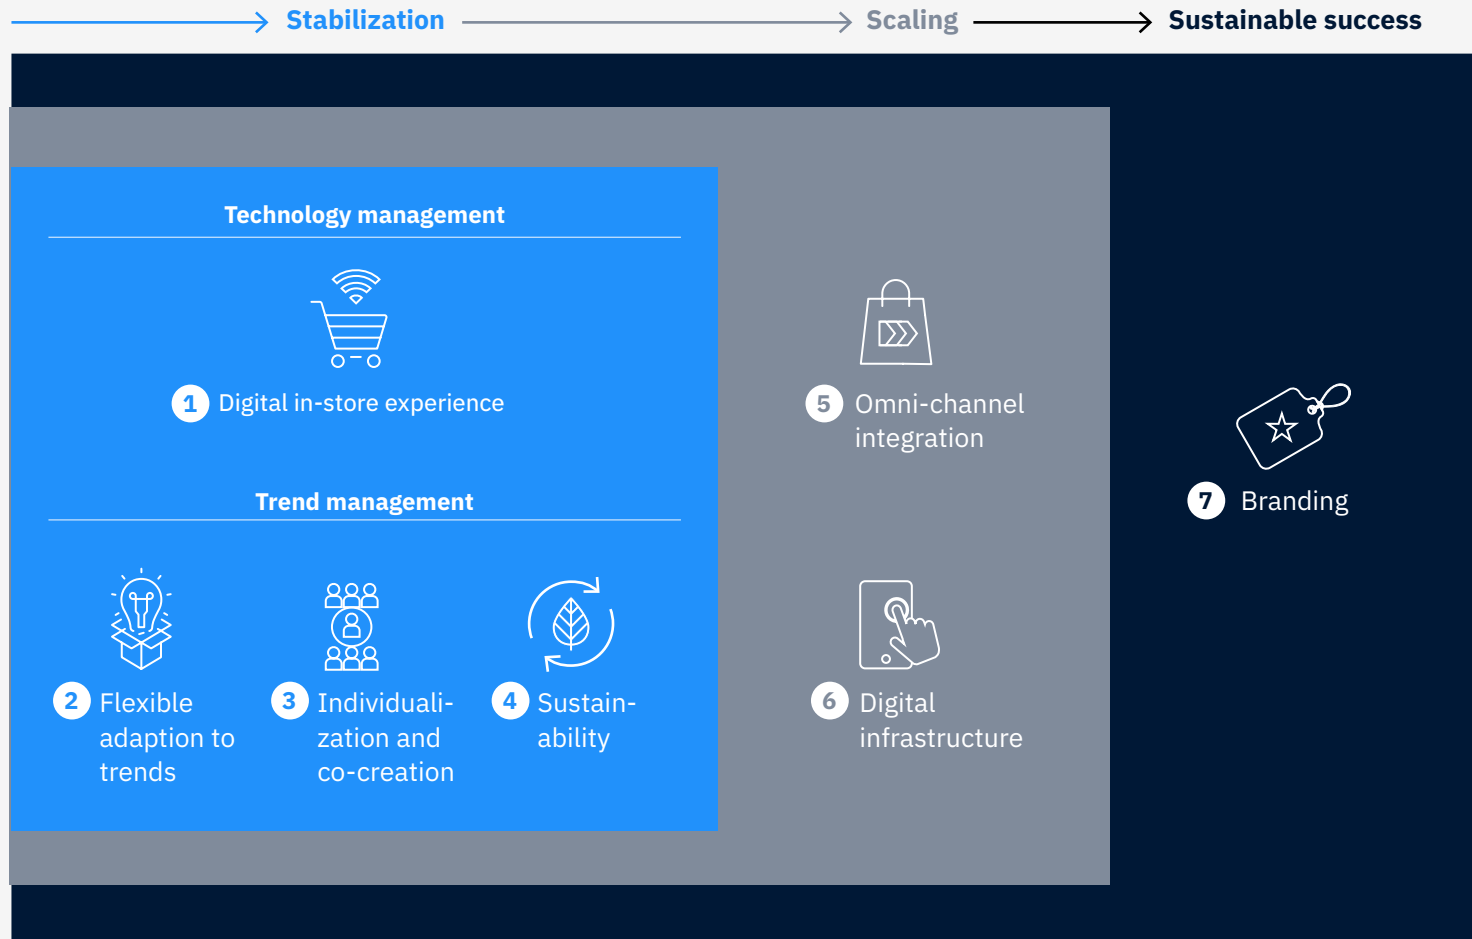 Stabilization
Scaling
Sustainable success
Technology management
1 Digital in-store experience
Trend management
2 Flexible
adaption to
trends
3 Individuali-
zation and
co-creation
4 Sustain-
ability
5 Omni-channel
integration
6 Digital
infrastructure
7 Branding